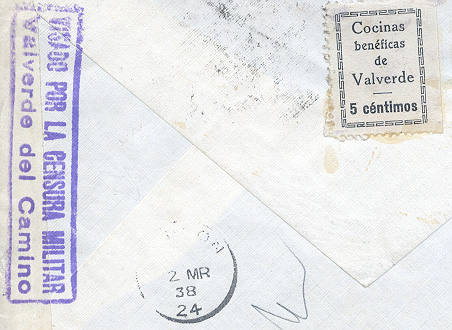 Cocinas
benéficas
de
Valverde
5 céntimos
VISADO POR LA CENSURA MILITAR
Valverde del Camino
2 MR
38
24